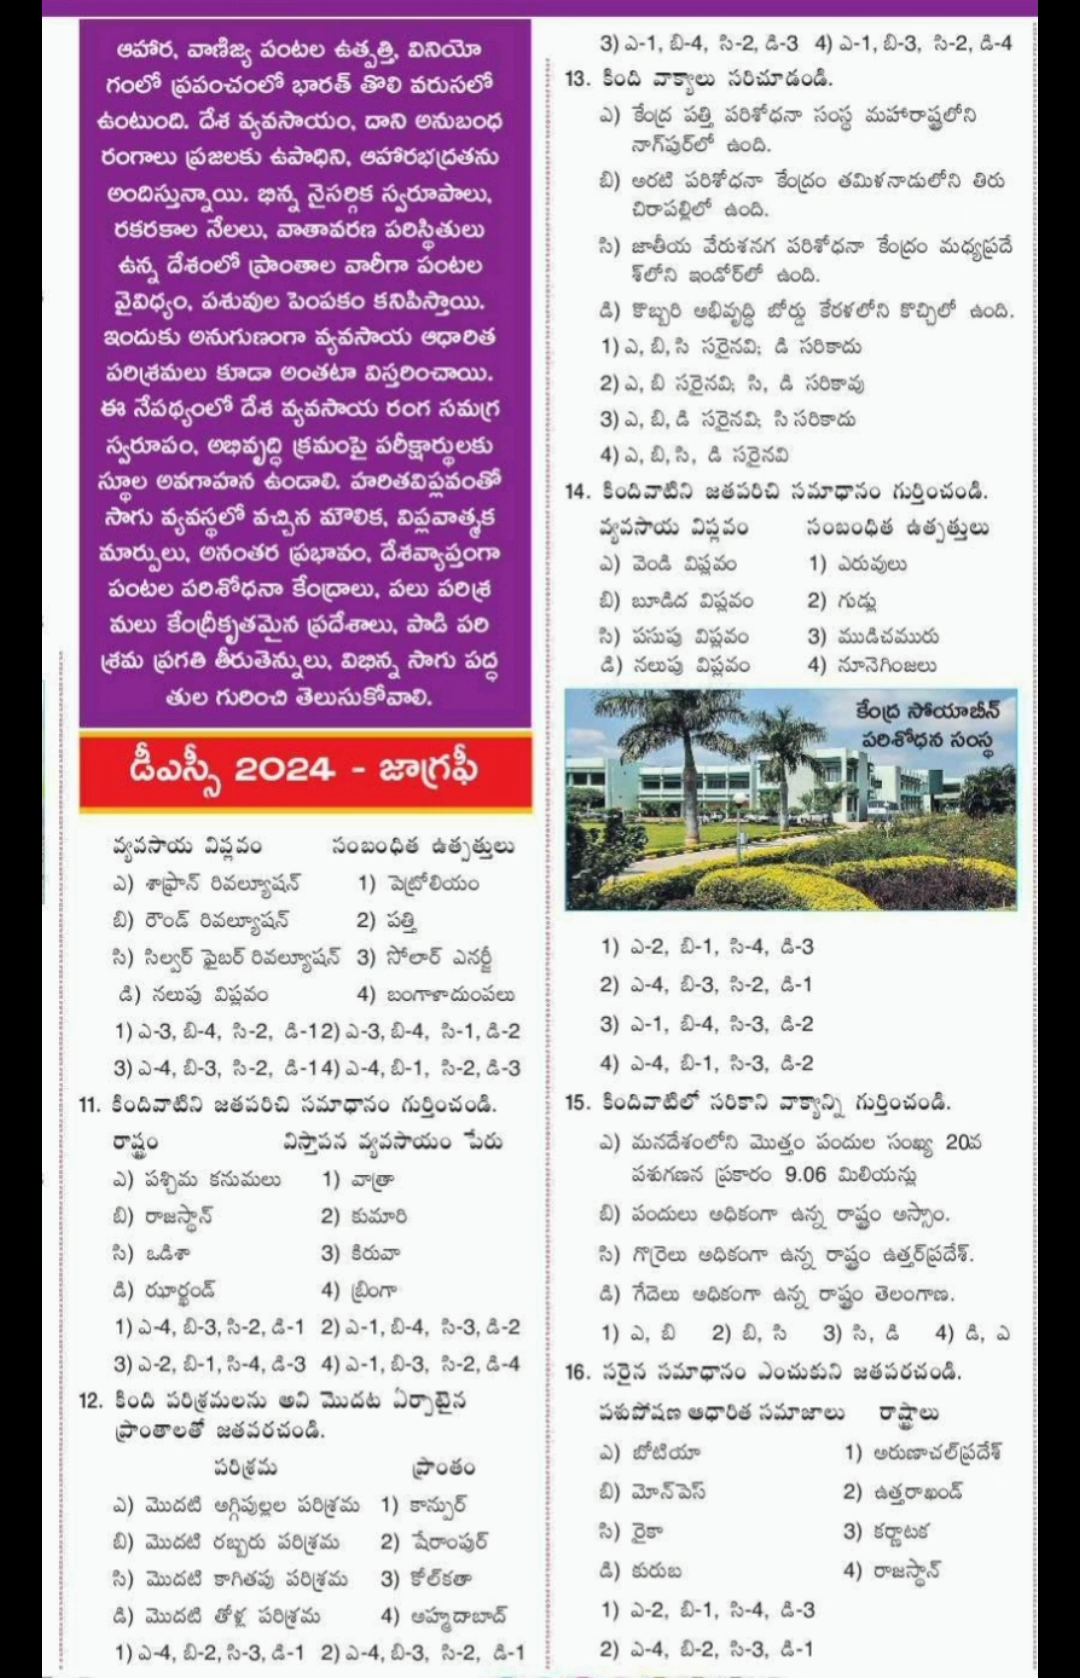 ఆహార, వాణిజ్య పంటల ఉత్పత్తి, వినియో
గంలో ప్రపంచంలో భారత్ తొలి వరుసలో
ఉంటుంది. దేశ వ్యవసాయం, దాని అనుబంధ
రంగాలు ప్రజలకు ఉపాధిని, ఆహారభద్రతను
అందిస్తున్నాయి. భిన్న నైసర్గిక స్వరూపాలు,
రకరకాల నేలలు, వాతావరణ పరిస్థితులు
ఉన్న దేశంలో ప్రాంతాల వారీగా పంటల
వైవిధ్యం, పశువుల పెంపకం కనిపిస్తాయి.
ఇందుకు అనుగుణంగా వ్యవసాయ ఆధారిత
పరిశ్రమలు కూడా అంతటా విస్తరించాయి.
ఈ నేపథ్యంలో దేశ వ్యవసాయ రంగ సమగ్ర
స్వరూపం, అభివృద్ధి క్రమంపై పరీక్షార్థులకు
స్థూల అవగాహన ఉండాలి. హరితవిప్లవంతో
సాగు వ్యవస్థలో వచ్చిన మౌలిక, విప్లవాత్మక
మార్పులు, అనంతర ప్రభావం, దేశవ్యాప్తంగా
పంటల పరిశోధనా కేంద్రాలు, పలు పరిశ్ర
మలు కేంద్రీకృతమైన ప్రదేశాలు, పాడి పరి
శ్రమ ప్రగతి తీరుతెన్నులు, విభిన్న సాగు పద్ధ
తుల గురించి తెలుసుకోవాలి.
డీఎస్సీ 2024 - జాగ్రఫీ
వ్యవసాయ విప్లవం సంబంధిత ఉత్పత్తులు
ఎ) శాఫ్రాన్ రివల్యూషన్ 1) పెట్రోలియం
బి) రౌండ్ రివల్యూషన్ 2) పత్తి
సి) సిల్వర్ ఫైబర్ రివల్యూషన్ 3) సోలార్ ఎనర్జీ
డి) నలుపు విప్లవం 4) బంగాళాదుంపలు
1) ఎ-3, బి-4, సి-2, డి-1 2) ఎ-3, బి-4, సి-1, డి-2
3) ఎ-4, బి-3, సి-2, డి-1 4) ఎ-4, బి-1, సి-2, డి-3
11. కిందివాటిని జతపరిచి సమాధానం గుర్తించండి.
రాష్ట్రం విస్తాపన వ్యవసాయం పేరు
ఎ) పశ్చిమ కనుమలు 1) వాత్రా
బి) రాజస్థాన్ 2) కుమారి
సి) ఒడిశా 3) కిరువా
డి) ఝార్ఖండ్ 4) బ్రింగా
1) ఎ-4, బి-3, సి-2, డి-1 2) ఎ-1, బి-4, సి-3, డి-2
3) ఎ-2, బి-1, సి-4, డి-3 4) ఎ-1, బి-3, సి-2, డి-4
12. కింది పరిశ్రమలను అవి మొదట ఏర్పాటైన
ప్రాంతాలతో జతవరచండి.
పరిశ్రమ ప్రాంతం
ఎ) మొదటి అగ్గిపుల్లల పరిశ్రమ 1) కాన్పుర్
బి) మొదటి రబ్బరు పరిశ్రమ 2) షేరాంపుర్
సి) మొదటి కాగితపు పరిశ్రమ 3) కోల్‌కతా
డి) మొదటి తోళ్ల పరిశ్రమ 4) అహ్మదాబాద్
1) ఎ-4, బి-2, సి-3, డి-1 2) ఎ-4, బి-3, సి-2, డి-1
3) ఎ-1, బి-4, సి-2, డి-3 4) ఎ-1, బి-3, సి-2, డి-4
13. కింది వాక్యాలు సరిచూడండి.
ఎ) కేంద్ర పత్తి పరిశోధనా సంస్థ మహారాష్ట్రలోని
నాగ్‌పుర్‌లో ఉంది.
బి) అరటి పరిశోధనా కేంద్రం తమిళనాడులోని తిరు
చిరాపల్లిలో ఉంది.
సి) జాతీయ వేరుశనగ పరిశోధనా కేంద్రం మధ్యప్రదే
శ్‌లోని ఇండోర్‌లో ఉంది.
డి) కొబ్బరి అభివృద్ధి బోర్డు కేరళలోని కొచ్చిలో ఉంది.
1) ఎ, బి, సి సరైనవి; డి సరికాదు
2) ఎ, బి సరైనవి; సి, డి సరికావు
3) ఎ, బి, డి సరైనవి; సి సరికాదు
4) ఎ, బి, సి, డి సరైనవి
14. కిందివాటిని జతపరిచి సమాధానం గుర్తించండి.
వ్యవసాయ విప్లవం సంబంధిత ఉత్పత్తులు
ఎ) వెండి విప్లవం 1) ఎరువులు
బి) బూడిద విప్లవం 2) గుడ్లు
సి) పసుపు విప్లవం 3) ముడిచమురు
డి) నలుపు విప్లవం 4) నూనెగింజలు
కేంద్ర సోయాబీన్
పరిశోధన సంస్థ
1) ఎ-2, బి-1, సి-4, డి-3
2) ఎ-4, బి-3, సి-2, డి-1
3) ఎ-1, బి-4, సి-3, డి-2
4) ఎ-4, బి-1, సి-3, డి-2
15. కిందివాటిలో సరికాని వాక్యాన్ని గుర్తించండి.
ఎ) మనదేశంలోని మొత్తం పందుల సంఖ్య 20వ
పశుగణన ప్రకారం 9.06 మిలియన్లు
బి) పందులు అధికంగా ఉన్న రాష్ట్రం అస్సాం.
సి) గొర్రెలు అధికంగా ఉన్న రాష్ట్రం ఉత్తర్‌ప్రదేశ్.
డి) గేదెలు అధికంగా ఉన్న రాష్ట్రం తెలంగాణ.
1) ఎ, బి 2) బి, సి 3) సి, డి 4) డి, ఎ
16. సరైన సమాధానం ఎంచుకుని జతపరచండి.
పశుపోషణ ఆధారిత సమాజాలు రాష్ట్రాలు
ఎ) బోటియా 1) అరుణాచల్‌ప్రదేశ్
బి) మోన్‌పెస్ 2) ఉత్తరాఖండ్
సి) రైకా 3) కర్ణాటక
డి) కురుబ 4) రాజస్థాన్
1) ఎ-2, బి-1, సి-4, డి-3
2) ఎ-4, బి-2, సి-3, డి-1